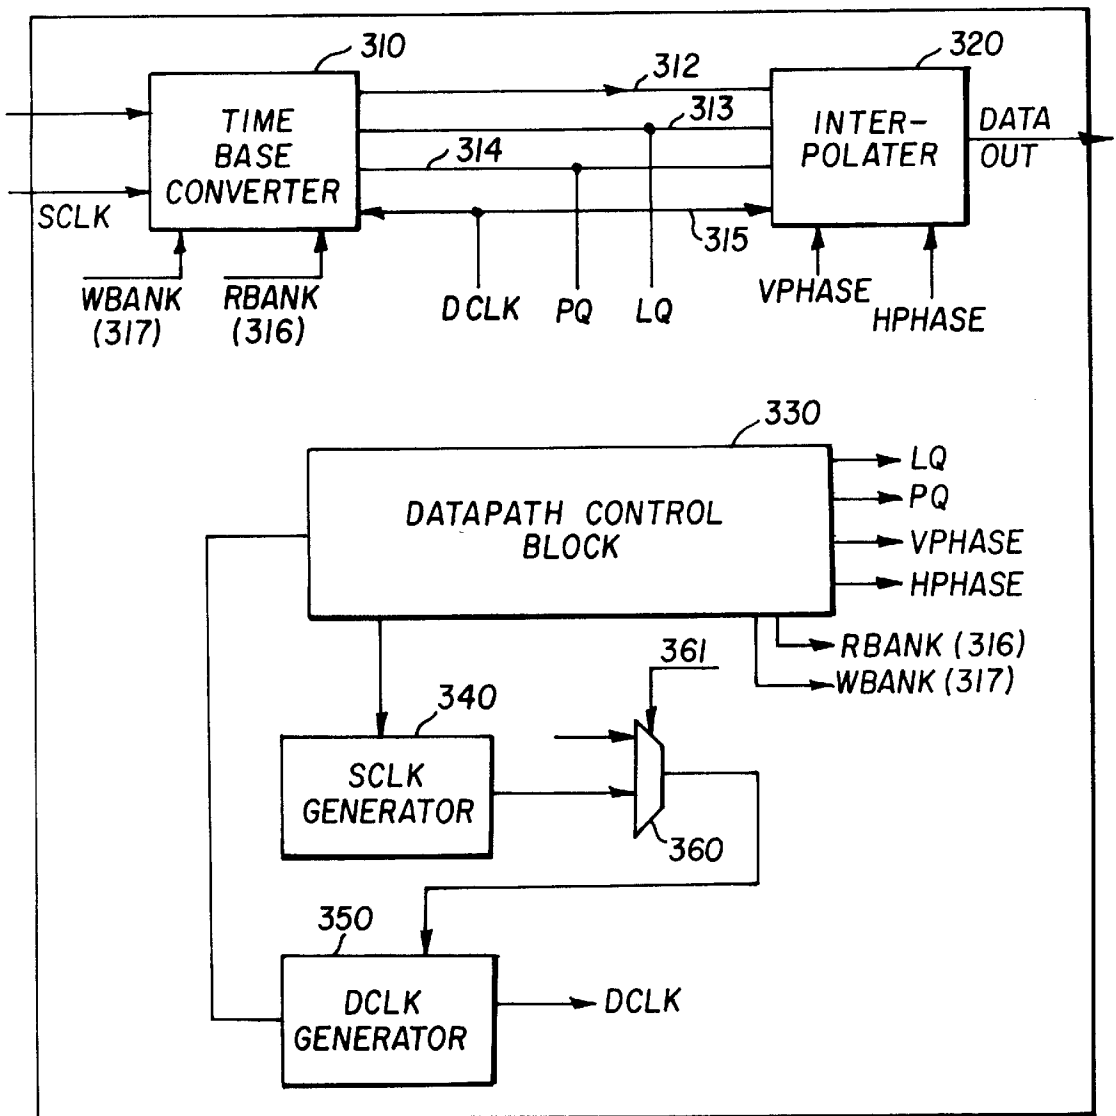 310
320
312
313
314
315
TIME
BASE
CONVERTER
INTER-
POLATER
DATA
OUT
SCLK
WBANK
(317)
RBANK
(316)
DCLK
PQ
LQ
VPHASE
HPHASE
330
DATAPATH CONTROL
BLOCK
LQ
PQ
VPHASE
HPHASE
RBANK (316)
WBANK (317)
361
340
SCLK
GENERATOR
360
350
DCLK
GENERATOR
DCLK